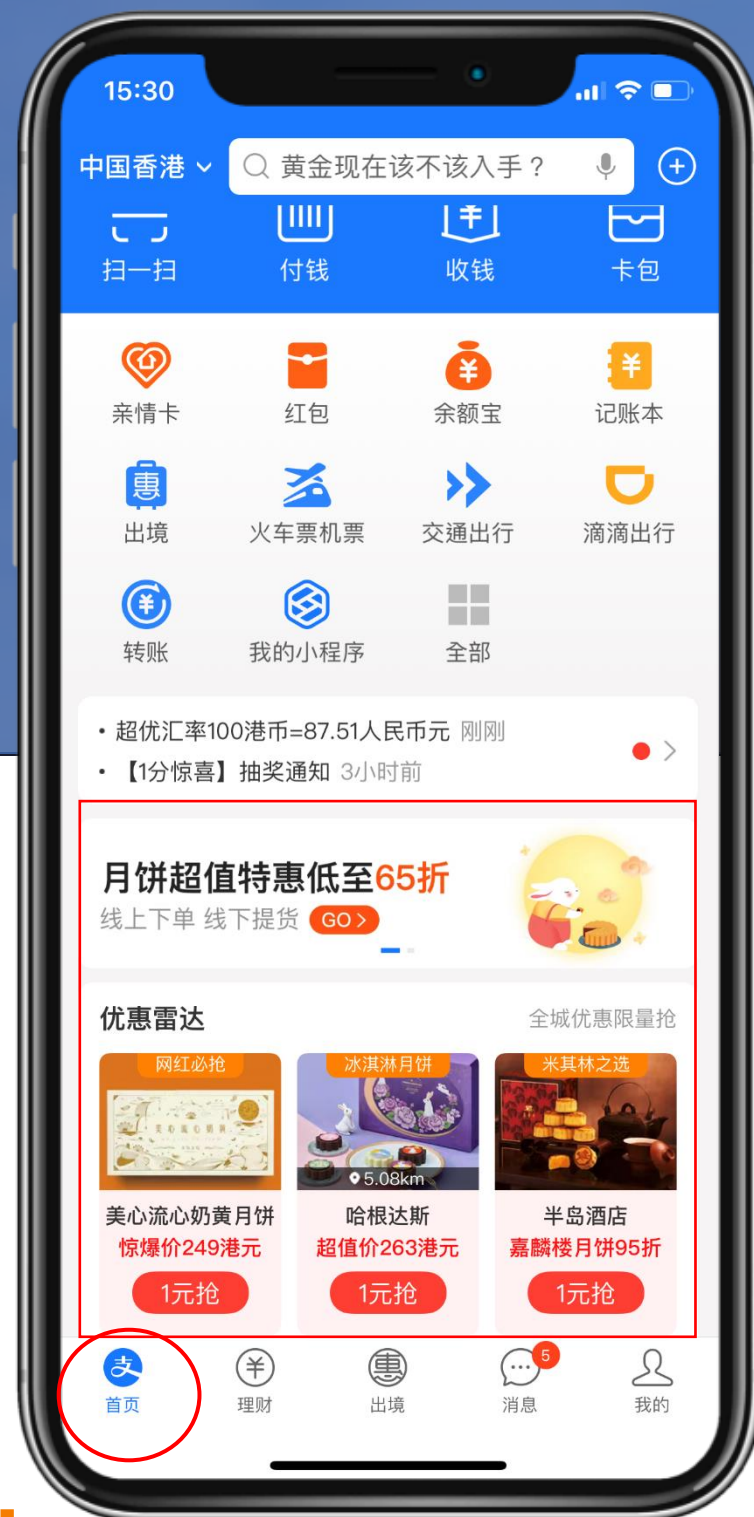 15:30
中国香港
黄金现在该不该入手？
扫一扫 付钱 收钱 卡包
亲情卡 红包 余额宝 记账本
惠
出境 火车票机票 交通出行 滴滴出行
转账 我的小程序 全部
• 超优汇率100港币=87.51人民币元 刚刚
• 【1分惊喜】抽奖通知 3小时前
月饼超值特惠低至65折
线上下单 线下提货 GO >
优惠雷达 全城优惠限量抢
网红必抢 冰淇淋月饼 米其林之选
美心流心奶黄
5.08km
美心流心奶黄月饼 哈根达斯 半岛酒店
惊爆价249港元 超值价263港元 嘉麟楼月饼95折
1元抢 1元抢 1元抢
支 惠 5
首页 理财 出境 消息 我的